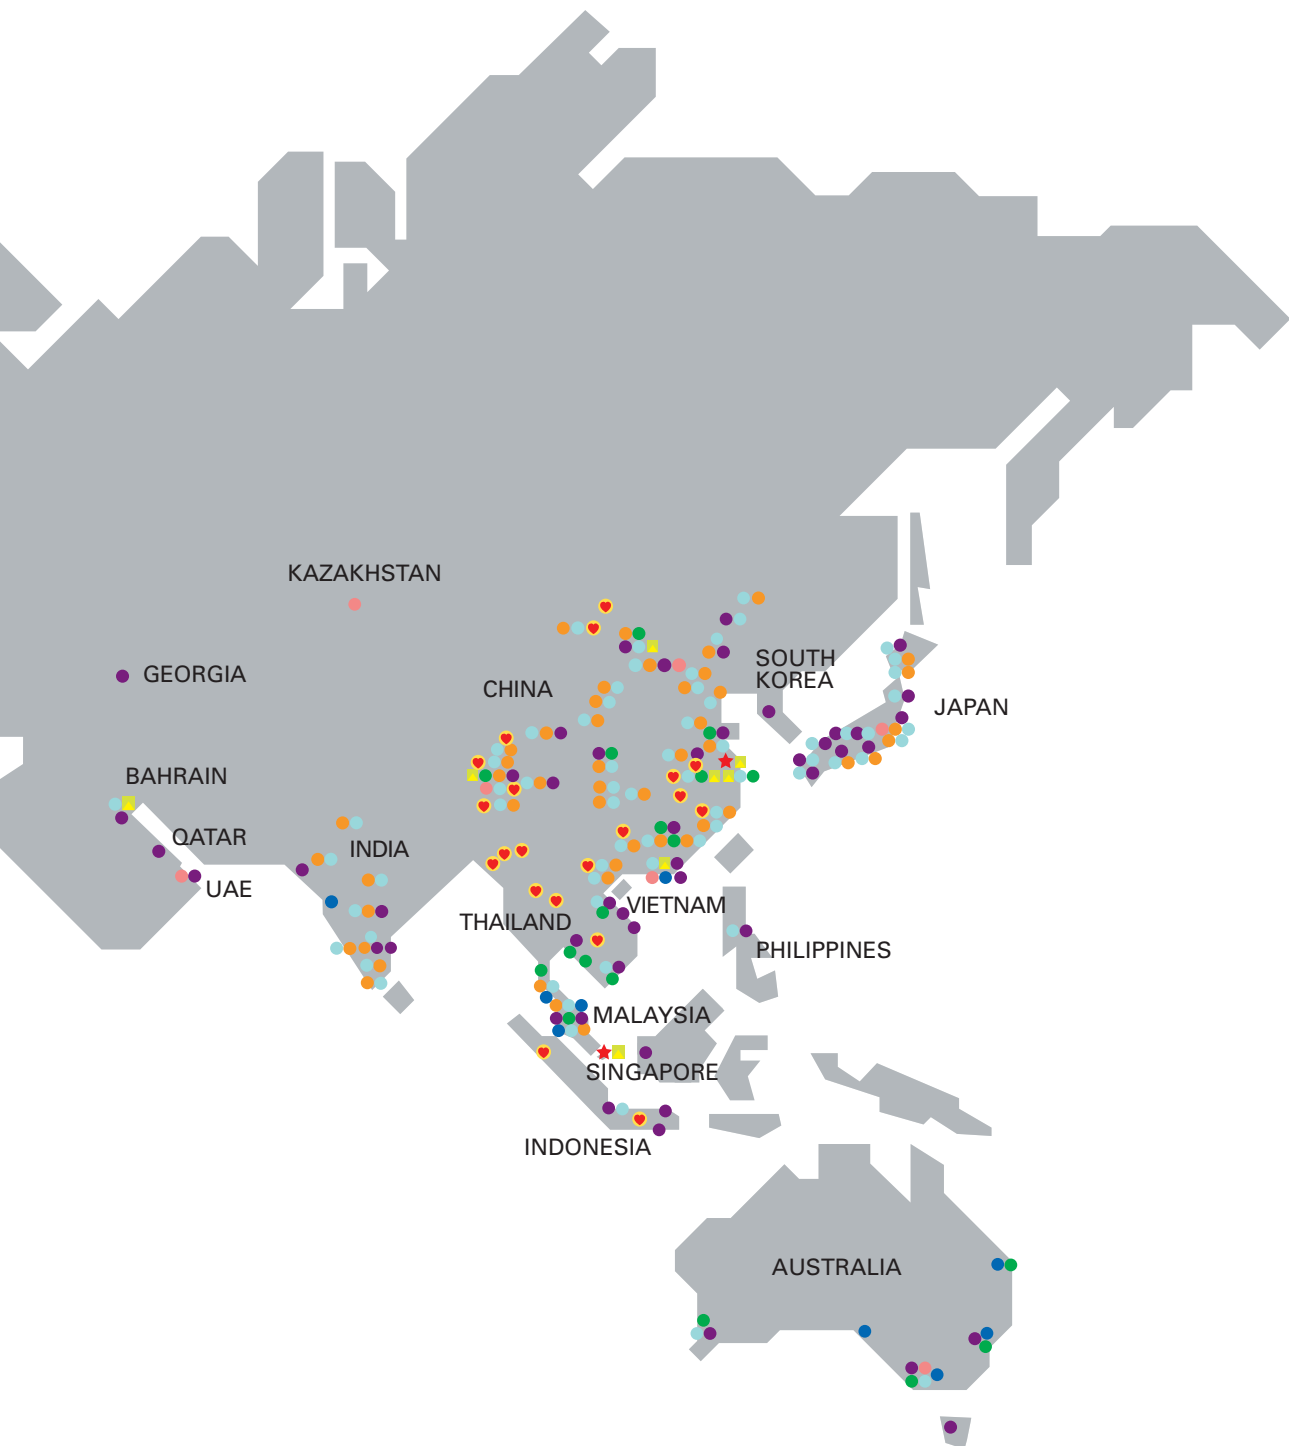 KAZAKHSTAN
GEORGIA
SOUTH
KOREA
CHINA
JAPAN
BAHRAIN
QATAR
INDIA
UAE
VIETNAM
THAILAND
PHILIPPINES
MALAYSIA
SINGAPORE
INDONESIA
AUSTRALIA